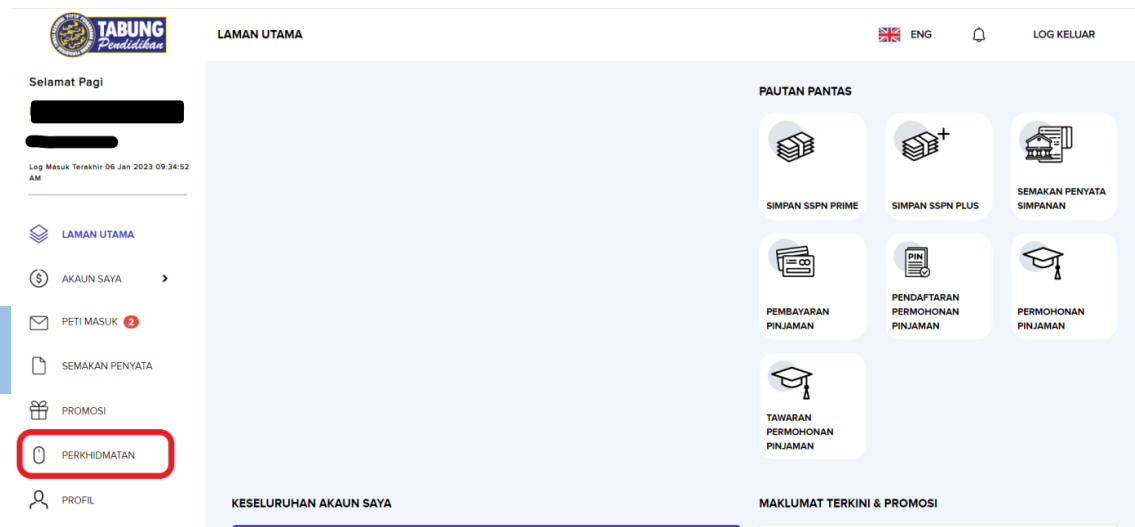 TABUNG
Pendidikan
LAMAN UTAMA
ENG
LOG KELUAR
Selamat Pagi
Log Masuk Terakhir 06 Jan 2023 09:34:52
AM
LAMAN UTAMA
AKAUN SAYA
PETI MASUK 2
SEMAKAN PENYATA
PROMOSI
PERKHIDMATAN
PROFIL
PAUTAN PANTAS
SIMPAN SSPN PRIME
SIMPAN SSPN PLUS
SEMAKAN PENYATA
SIMPANAN
PEMBAYARAN
PINJAMAN
PIN
PENDAFTARAN
PERMOHONAN
PINJAMAN
PERMOHONAN
PINJAMAN
TAWARAN
PERMOHONAN
PINJAMAN
KESELURUHAN AKAUN SAYA
MAKLUMAT TERKINI & PROMOSI